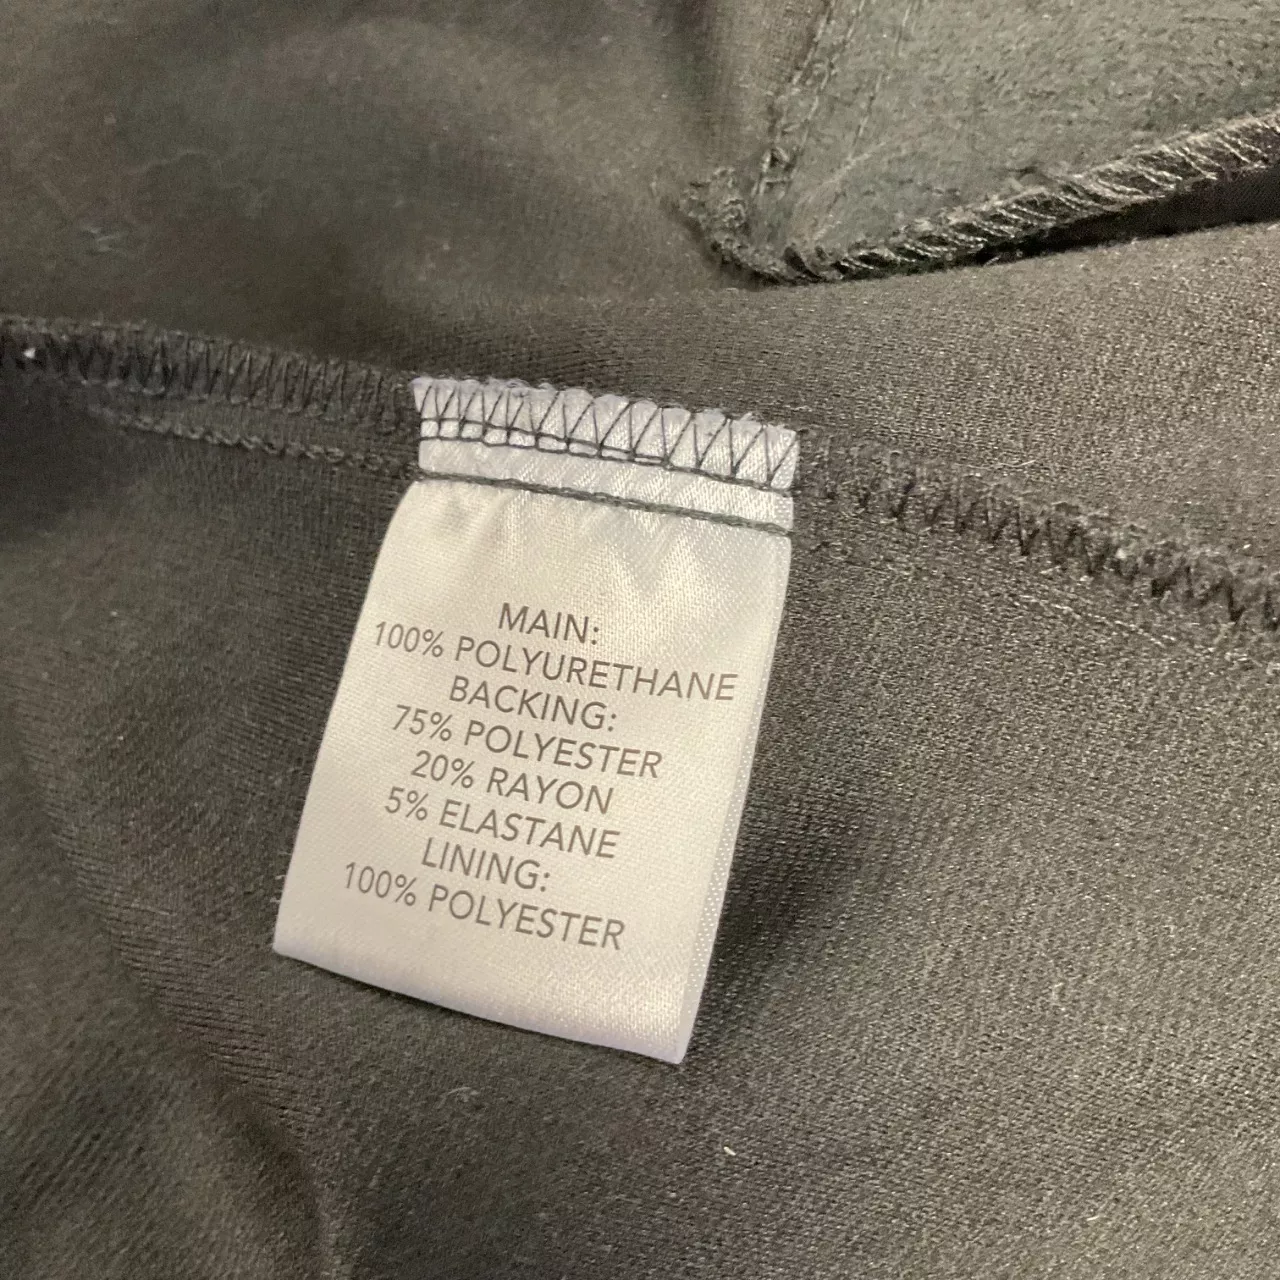 MAIN:
100% POLYURETHANE
BACKING:
75% POLYESTER
20% RAYON
5% ELASTANE
LINING:
100% POLYESTER